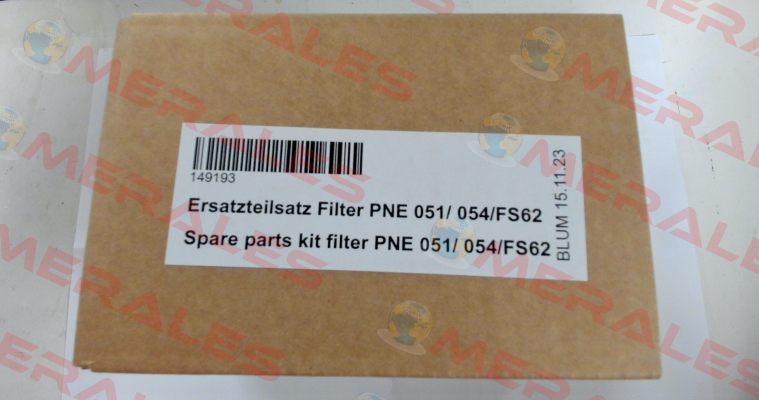 149193
Ersatzteilsatz Filter PNE 051/ 054/FS62
Spare parts kit filter PNE 051/ 054/FS62
BLUM 15.11.23
MERALES
MERALES
MERALES
MERALES
MERALES
MERALES